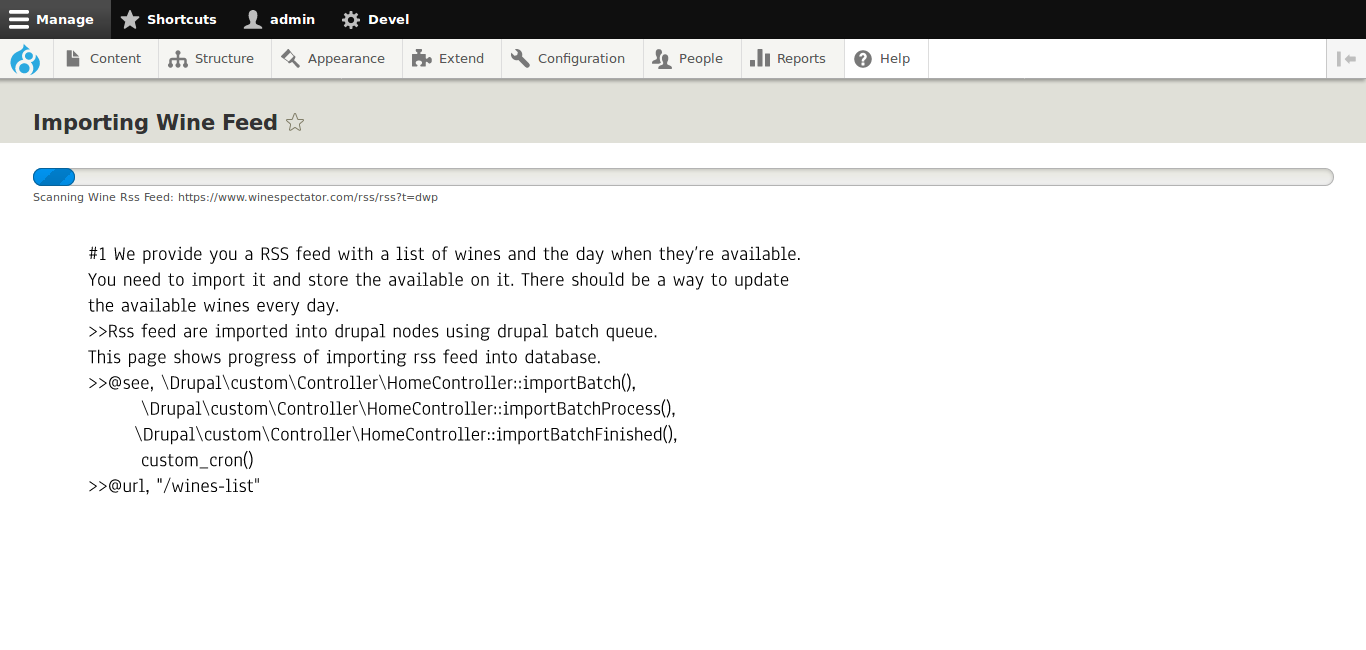 Manage Shortcuts admin Devel
Content Structure Appearance Extend Configuration People Reports Help
Importing Wine Feed
Scanning Wine Rss Feed: https://www.winespectator.com/rss/rss?t=dwp
#1 We provide you a RSS feed with a list of wines and the day when they're available.
You need to import it and store the available on it. There should be a way to update
the available wines every day.
>>Rss feed are imported into drupal nodes using drupal batch queue.
This page shows progress of importing rss feed into database.
>>@see, \Drupal\custom\Controller\HomeController::importBatch(),
\Drupal\custom\Controller\HomeController::importBatchProcess(),
\Drupal\custom\Controller\HomeController::importBatchFinished(),
custom_cron()
>>@url, "/wines-list"